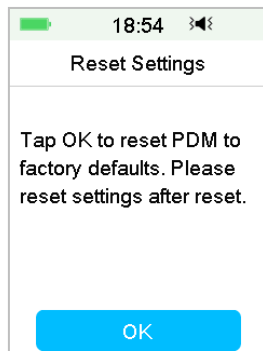 18:54
Reset Settings
Tap OK to reset PDM to
factory defaults. Please
reset settings after reset.
OK